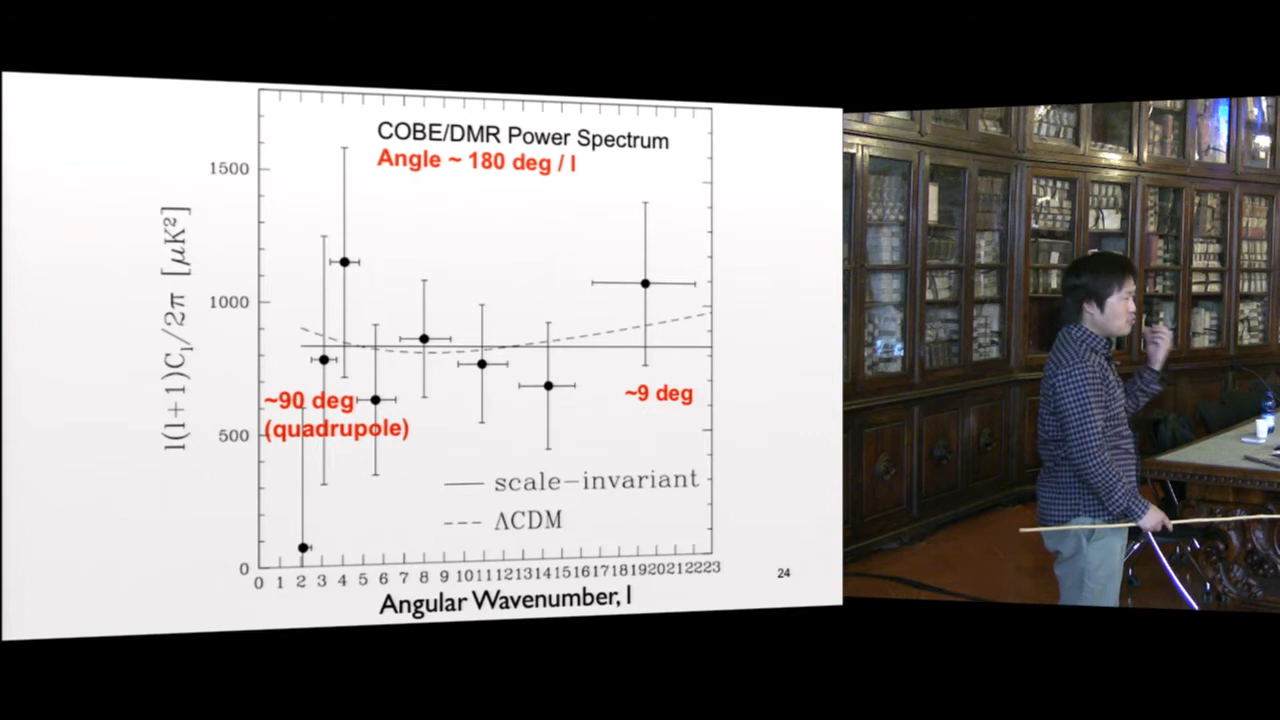 COBE/DMR Power Spectrum
Angle ~ 180 deg / l
1500
1000
500
0
l(l+1)Cₗ/2π [μK²]
~90 deg
(quadrupole)
~9 deg
scale-invariant
ΛCDM
0 1 2 3 4 5 6 7 8 9 10 11 12 13 14 15 16 17 18 19 20 21 22 23
Angular Wavenumber, l
24